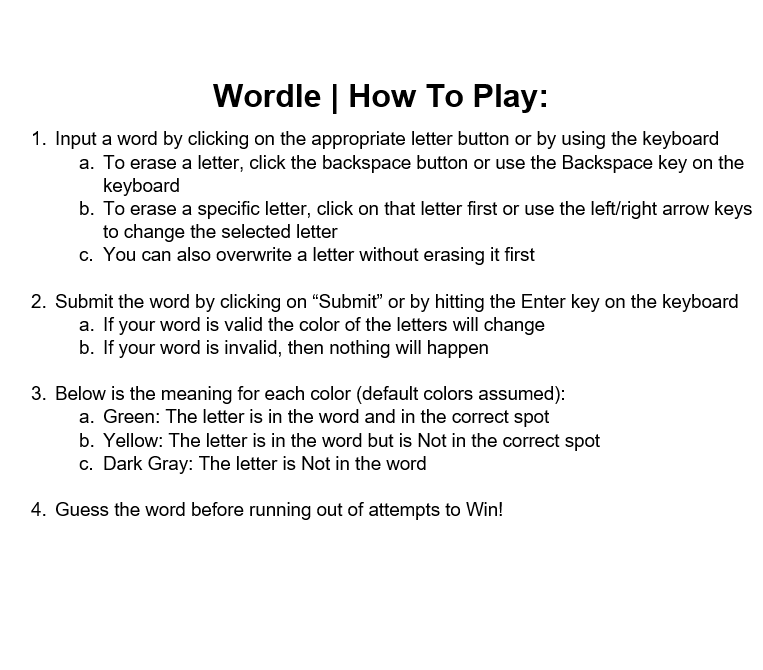 Wordle | How To Play:
1. Input a word by clicking on the appropriate letter button or by using the keyboard
a. To erase a letter, click the backspace button or use the Backspace key on the
keyboard
b. To erase a specific letter, click on that letter first or use the left/right arrow keys
to change the selected letter
c. You can also overwrite a letter without erasing it first
2. Submit the word by clicking on “Submit” or by hitting the Enter key on the keyboard
a. If your word is valid the color of the letters will change
b. If your word is invalid, then nothing will happen
3. Below is the meaning for each color (default colors assumed):
a. Green: The letter is in the word and in the correct spot
b. Yellow: The letter is in the word but is Not in the correct spot
c. Dark Gray: The letter is Not in the word
4. Guess the word before running out of attempts to Win!